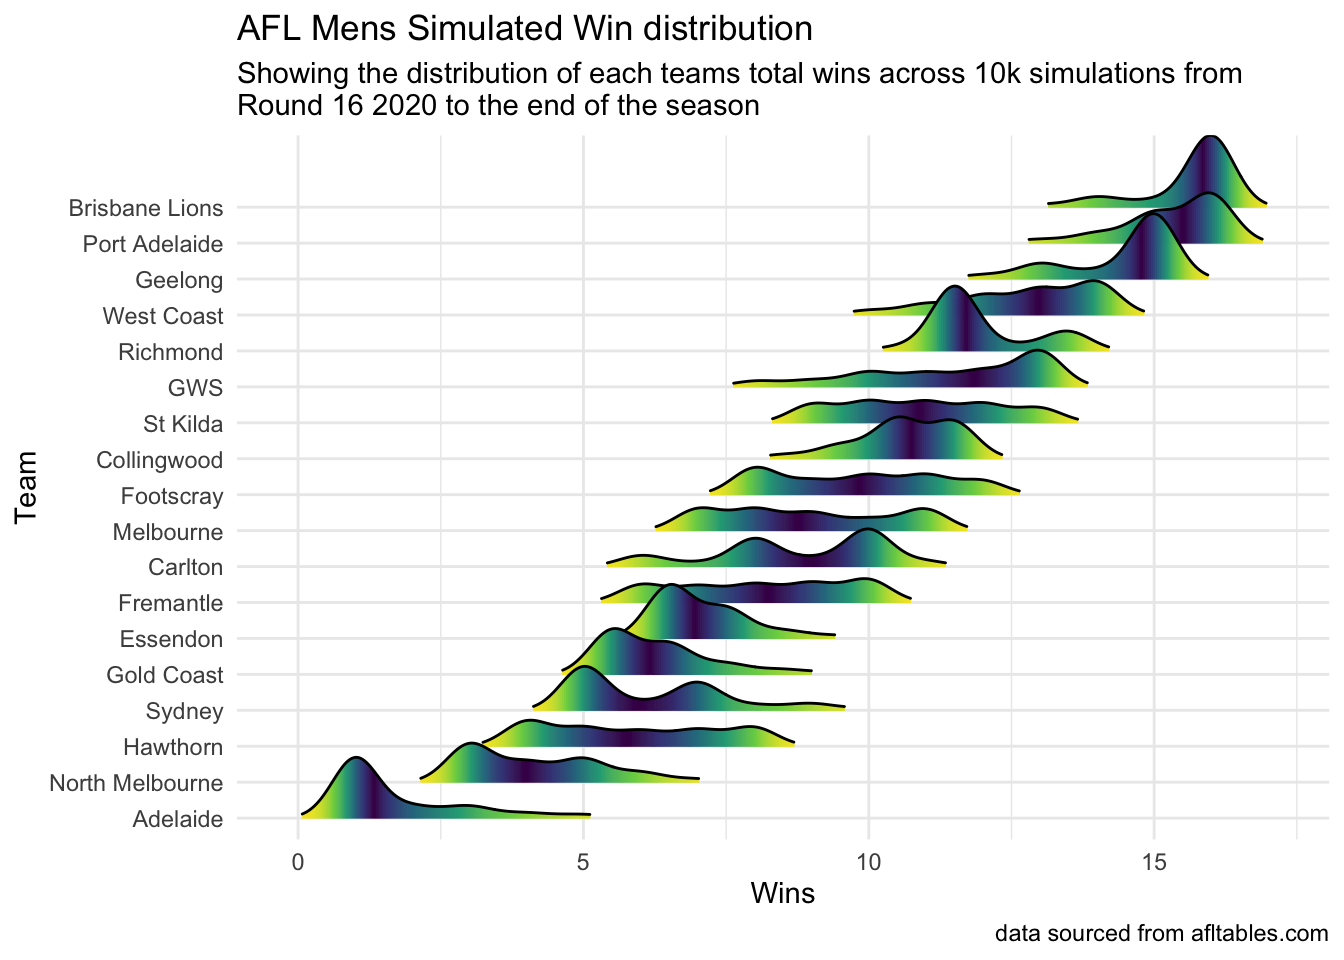 AFL Mens Simulated Win distribution
Showing the distribution of each teams total wins across 10k simulations from
Round 16 2020 to the end of the season
Team
Brisbane Lions
Port Adelaide
Geelong
West Coast
Richmond
GWS
St Kilda
Collingwood
Footscray
Melbourne
Carlton
Fremantle
Essendon
Gold Coast
Sydney
Hawthorn
North Melbourne
Adelaide
0 5 10 15
Wins
data sourced from afltables.com